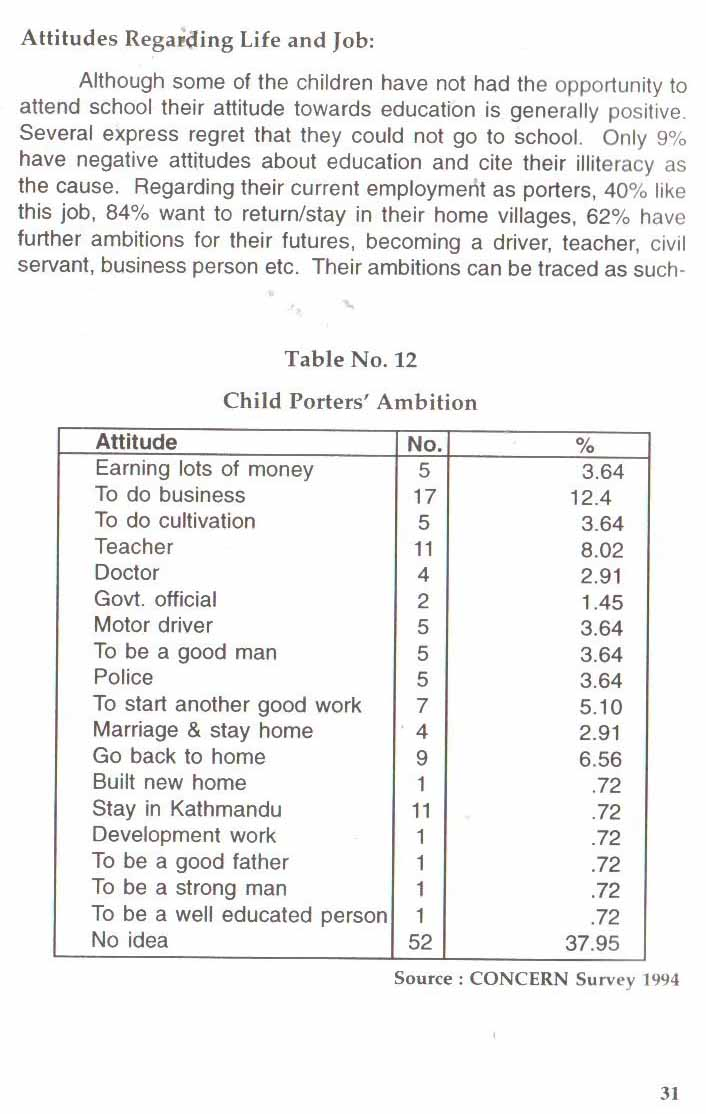 Attitudes Regarding Life and Job:
Although some of the children have not had the opportunity to
attend school their attitude towards education is generally positive.
Several express regret that they could not go to school. Only 9%
have negative attitudes about education and cite their illiteracy as
the cause. Regarding their current employment as porters, 40% like
this job, 84% want to return/stay in their home villages, 62% have
further ambitions for their futures, becoming a driver, teacher, civil
servant, business person etc. Their ambitions can be traced as such-
Table No. 12
Child Porters' Ambition
Attitude No. %
Earning lots of money 5 3.64
To do business 17 12.4
To do cultivation 5 3.64
Teacher 11 8.02
Doctor 4 2.91
Govt. official 2 1.45
Motor driver 5 3.64
To be a good man 5 3.64
Police 5 3.64
To start another good work 7 5.10
Marriage & stay home 4 2.91
Go back to home 9 6.56
Built new home 1 .72
Stay in Kathmandu 11 .72
Development work 1 .72
To be a good father 1 .72
To be a strong man 1 .72
To be a well educated person 1 .72
No idea 52 37.95
Source : CONCERN Survey 1994
31